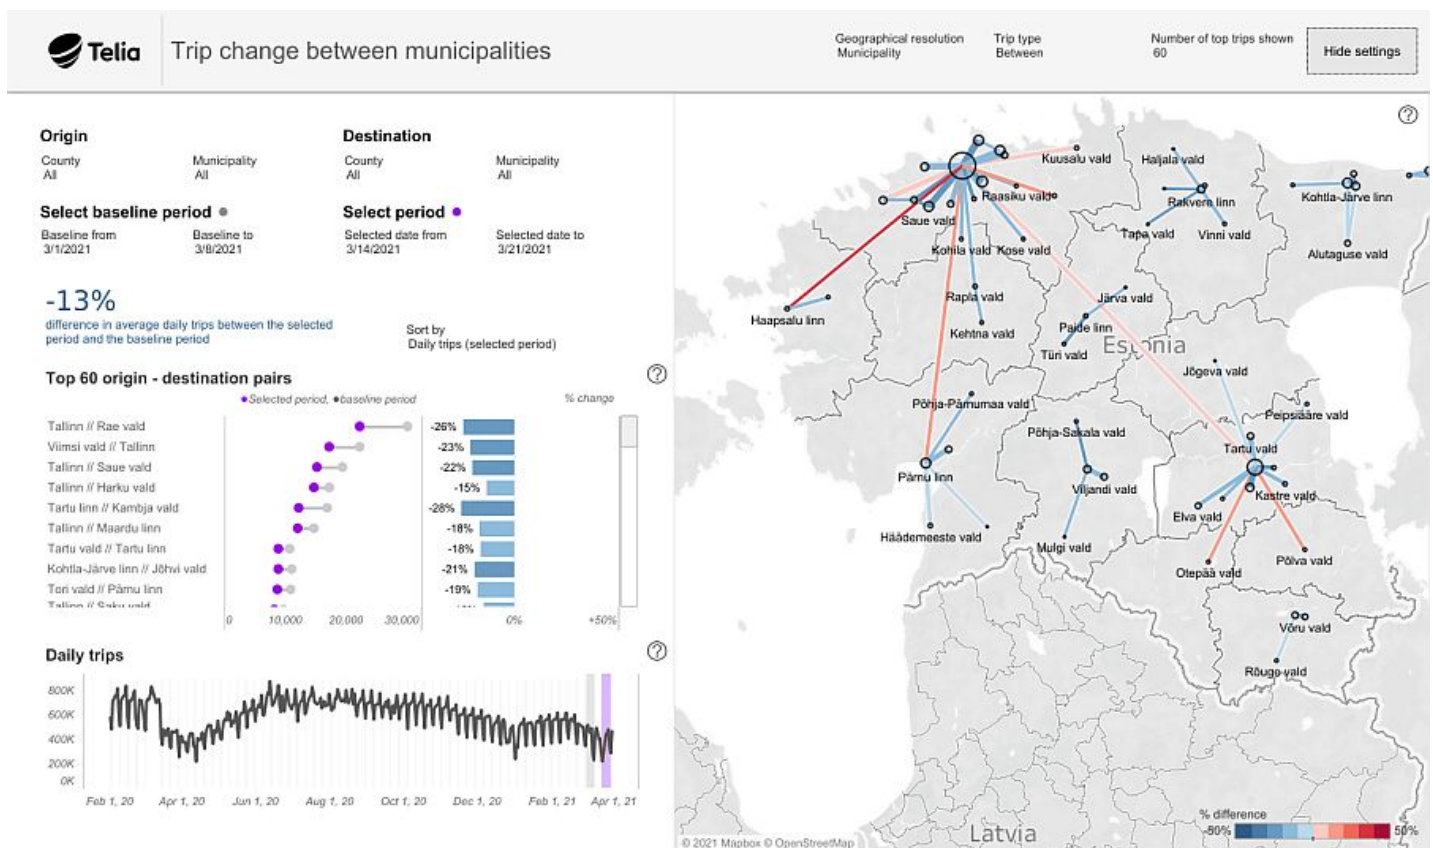 Telia
Trip change between municipalities
Geographical resolution
Municipality
Trip type
Between
Number of top trips shown
60
Hide settings
Origin
County
All
Municipality
All
Destination
County
All
Municipality
All
Select baseline period
Baseline from
3/1/2021
Baseline to
3/8/2021
Select period
Selected date from
3/14/2021
Selected date to
3/21/2021
-13%
difference in average daily trips between the selected
period and the baseline period
Sort by
Daily trips (selected period)
Top 60 origin - destination pairs
?
Selected period, baseline period
% change
Tallinn // Rae vald -26%
Viimsi vald // Tallinn -23%
Tallinn // Saue vald -22%
Tallinn // Harku vald -15%
Tartu linn // Kambja vald -28%
Tallinn // Maardu linn -18%
Tartu vald // Tartu linn -18%
Kohtla-Järve linn // Jõhvi vald -21%
Tori vald // Pärnu linn -19%
Tallinn // Saku vald
0 10,000 20,000 30,000 0% +50%
Daily trips
?
800K
600K
400K
200K
0K
Feb 1, 20 Apr 1, 20 Jun 1, 20 Aug 1, 20 Oct 1, 20 Dec 1, 20 Feb 1, 21 Apr 1, 21
?
Kuusalu vald
Haljala vald
Raasiku vald
Rakvere linn
Kohtla-Järve linn
Saue vald
Tapa vald
Vinni vald
Kohila vald
Kose vald
Alutaguse vald
Rapla vald
Järva vald
Haapsalu linn
Paide linn
Kehtna vald
Türi vald
Estonia
Jõgeva vald
Põhja-Pärnumaa vald
Peipsiääre vald
Põhja-Sakala vald
Tartu vald
Pärnu linn
Viljandi vald
Kastre vald
Elva vald
Häädemeeste vald
Mulgi vald
Põlva vald
Otepää vald
Võru vald
Rõuge vald
Latvia
% difference
-50% 50%
© 2021 Mapbox © OpenStreetMap